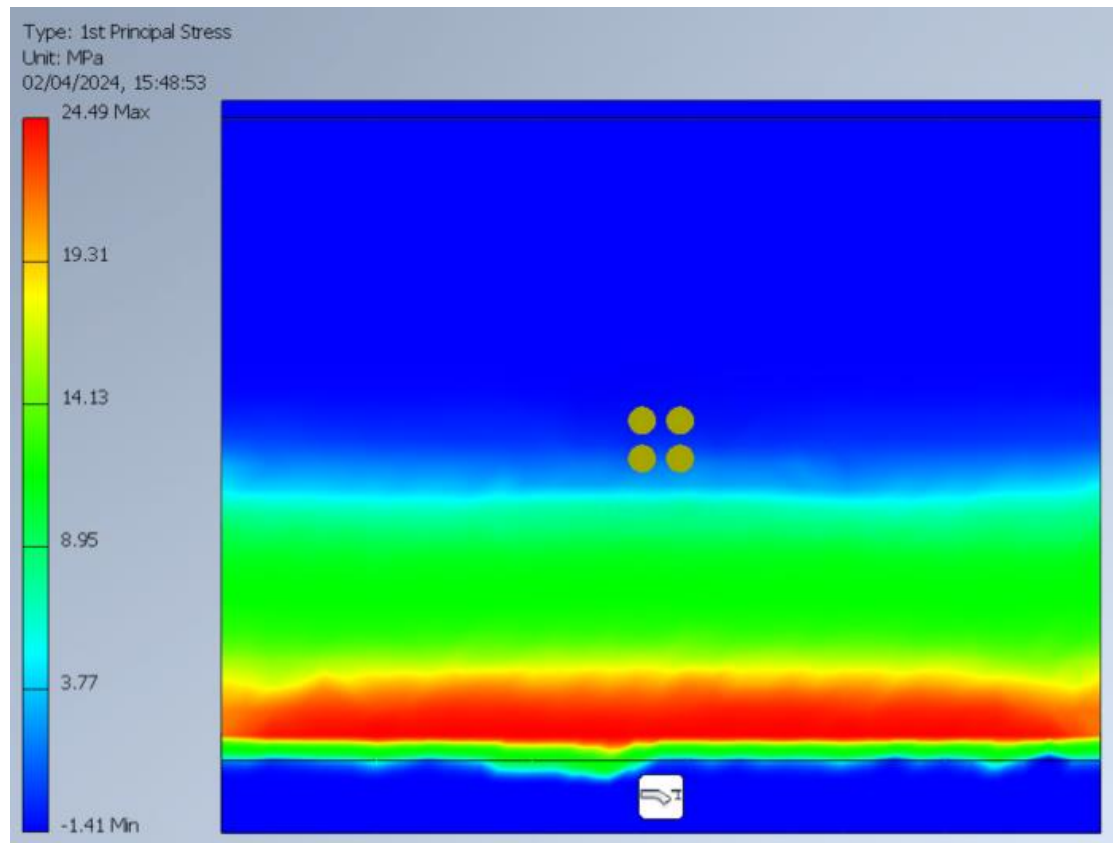 Type: 1st Principal Stress
Unit: MPa
02/04/2024, 15:48:53
24.49 Max
19.31
14.13
8.95
3.77
-1.41 Min